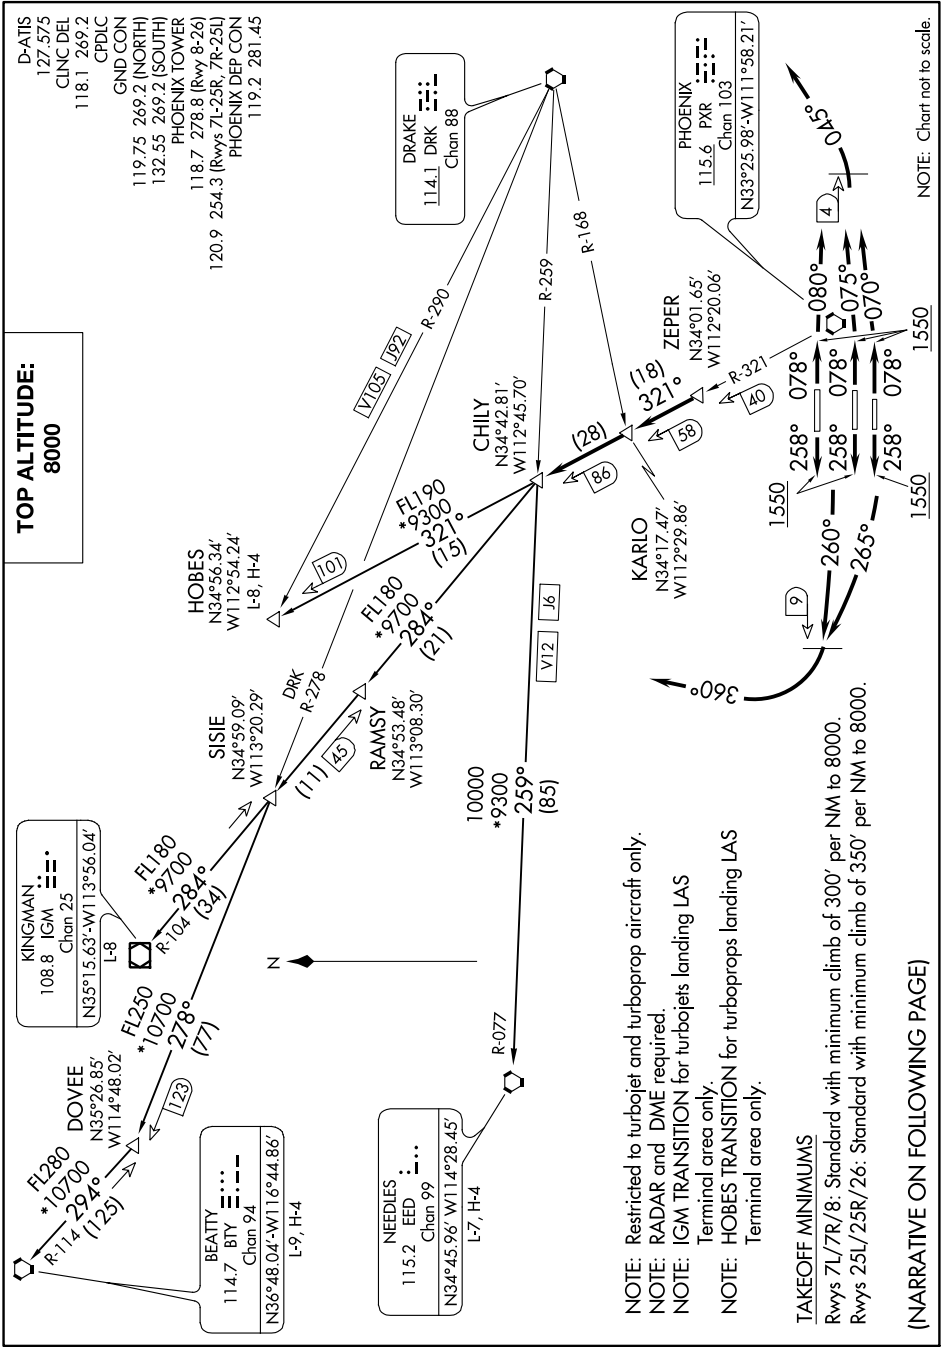 TOP ALTITUDE:
8000
D-ATIS
127.575
CLNC DEL
118.1 269.2
CPDLC
GND CON
119.75 269.2 (NORTH)
132.55 269.2 (SOUTH)
PHOENIX TOWER
118.7 278.8 (Rwy 8-26)
120.9 254.3 (Rwys 7L-25R, 7R-25L)
PHOENIX DEP CON
119.2 281.45
BEATTY
114.7 BTY
Chan 94
N36°48.04'-W116°44.86'
L-9, H-4
R-114
FL280
*10700
294°
(125)
DOVEE
N35°26.85'
W114°48.02'
123
FL250
*10700
278°
(77)
KINGMAN
108.8 IGM
Chan 25
N35°15.63'-W113°56.04'
L-8
R-104
FL180
*9700
284°
(34)
SISIE
N34°59.09'
W113°20.29'
DRK
R-278
(11)
45
RAMSY
N34°53.48'
W113°08.30'
FL180
*9700
284°
(21)
HOBES
N34°56.34'
W112°54.24'
L-8, H-4
101
FL190
*9300
321°
(15)
V105
J92
R-290
DRAKE
114.1 DRK
Chan 88
R-259
R-168
CHILY
N34°42.81'
W112°45.70'
N
NEEDLES
115.2 EED
Chan 99
N34°45.96' W114°28.45'
L-7, H-4
R-077
10000
*9300
259°
(85)
V12
J6
(28)
86
KARLO
N34°17.47'
W112°29.86'
(18)
321°
58
ZEPER
N34°01.65'
W112°20.06'
40
R-321
PHOENIX
115.6 PXR
Chan 103
N33°25.98'-W111°58.21'
360°
9
260°
265°
1550
1550
258°
258°
258°
078°
078°
078°
1550
080°
075°
070°
4
045°
NOTE: Restricted to turbojet and turboprop aircraft only.
NOTE: RADAR and DME required.
NOTE: IGM TRANSITION for turbojets landing LAS
Terminal area only.
NOTE: HOBES TRANSITION for turboprops landing LAS
Terminal area only.
TAKEOFF MINIMUMS
Rwys 7L/7R/8: Standard with minimum climb of 300' per NM to 8000.
Rwys 25L/25R/26: Standard with minimum climb of 350' per NM to 8000.
(NARRATIVE ON FOLLOWING PAGE)
NOTE: Chart not to scale.